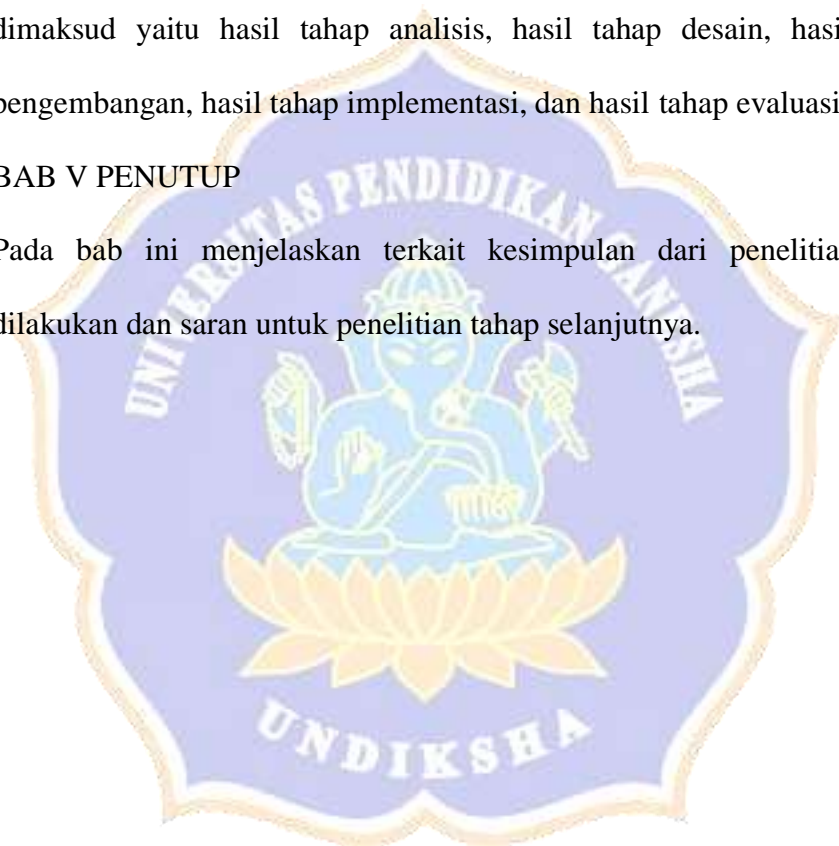 dimaksud yaitu hasil tahap analisis, hasil tahap desain, hasi
pengembangan, hasil tahap implementasi, dan hasil tahap evaluasi
BAB V PENUTUP
Pada bab ini menjelaskan terkait kesimpulan dari penelitia
dilakukan dan saran untuk penelitian tahap selanjutnya.
UNIVERSITAS PENDIDIKAN GANESHA
UNDIKSHA